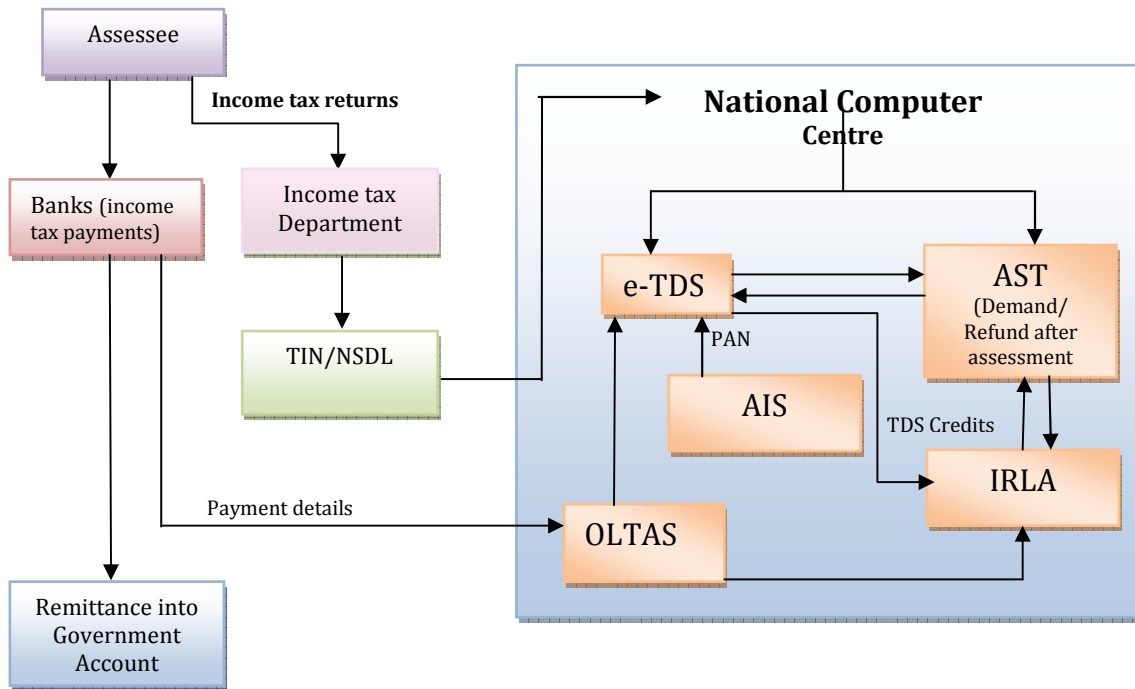 Assessee
Income tax returns
National Computer
Centre
Banks (income
tax payments)
Income tax
Department
e-TDS
AST
(Demand/
Refund after
assessment
PAN
TIN/NSDL
AIS
TDS Credits
IRLA
Payment details
OLTAS
Remittance into
Government
Account